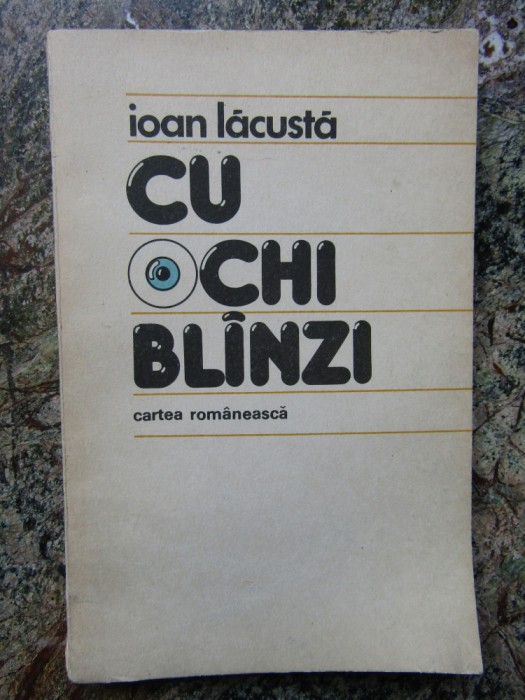 ioan lăcustă
CU
OCHI
BLÎNZI
cartea românească